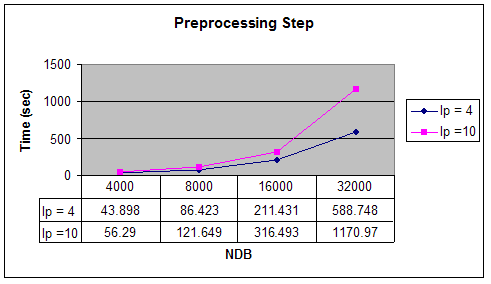 Preprocessing Step
1500
1000
500
0
Time (sec)
4000 8000 16000 32000
lp = 4 43.898 86.423 211.431 588.748
lp =10 56.29 121.649 316.493 1170.97
NDB
lp = 4
lp =10